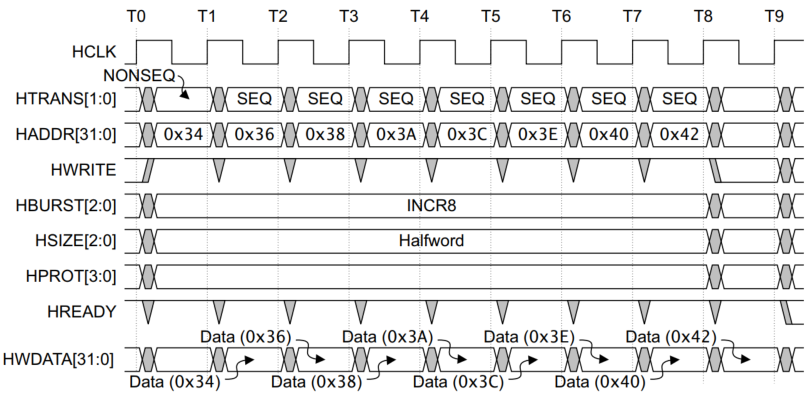 T0 T1 T2 T3 T4 T5 T6 T7 T8 T9
HCLK
NONSEQ
HTRANS[1:0] SEQ SEQ SEQ SEQ SEQ SEQ SEQ
HADDR[31:0] 0x34 0x36 0x38 0x3A 0x3C 0x3E 0x40 0x42
HWRITE
HBURST[2:0] INCR8
HSIZE[2:0] Halfword
HPROT[3:0]
HREADY
Data (0x36) Data (0x3A) Data (0x3E) Data (0x42)
HWDATA[31:0]
Data (0x34) Data (0x38) Data (0x3C) Data (0x40)